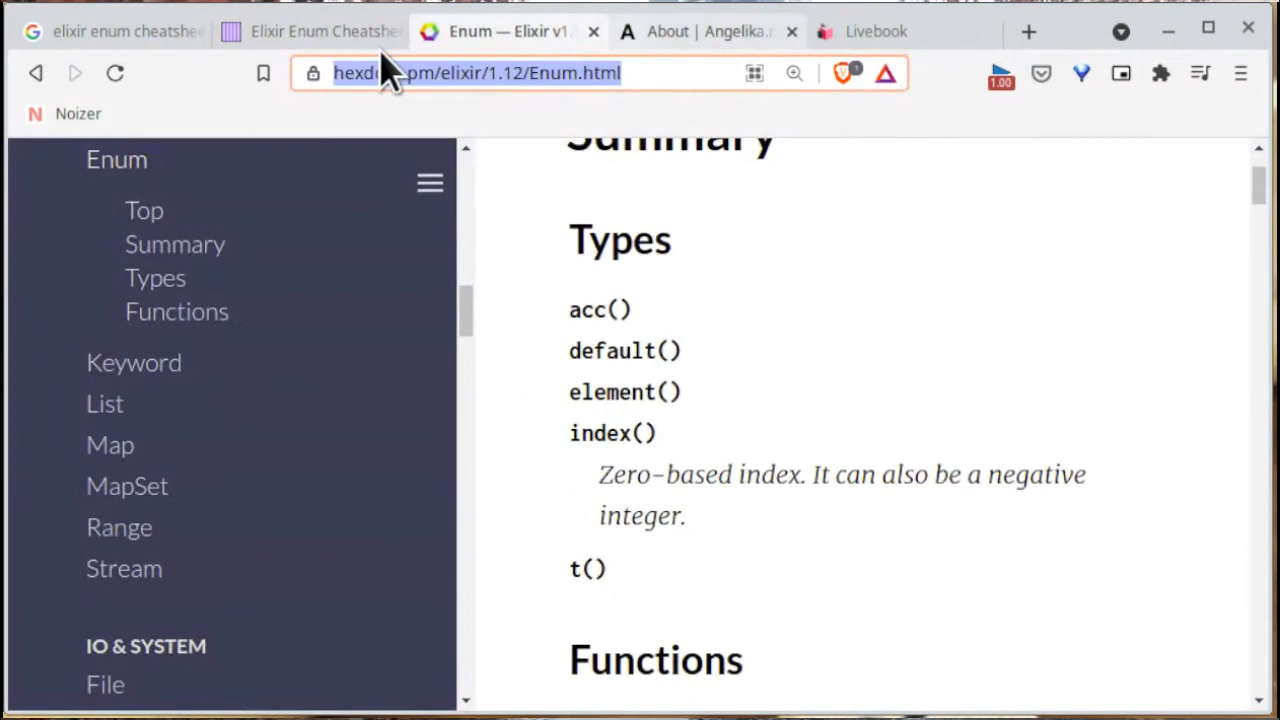 elixir enum cheatshe
Elixir Enum Cheatshe
Enum — Elixir v1.
About | Angelika.
Livebook
pm/elixir/1.12/Enum.html
1
1.00
N
Noizer
Enum
Top
Summary
Types
Functions
Keyword
List
Map
MapSet
Range
Stream
IO & SYSTEM
File
Summary
Types
acc()
default()
element()
index()
Zero-based index. It can also be a negative
integer.
t()
Functions